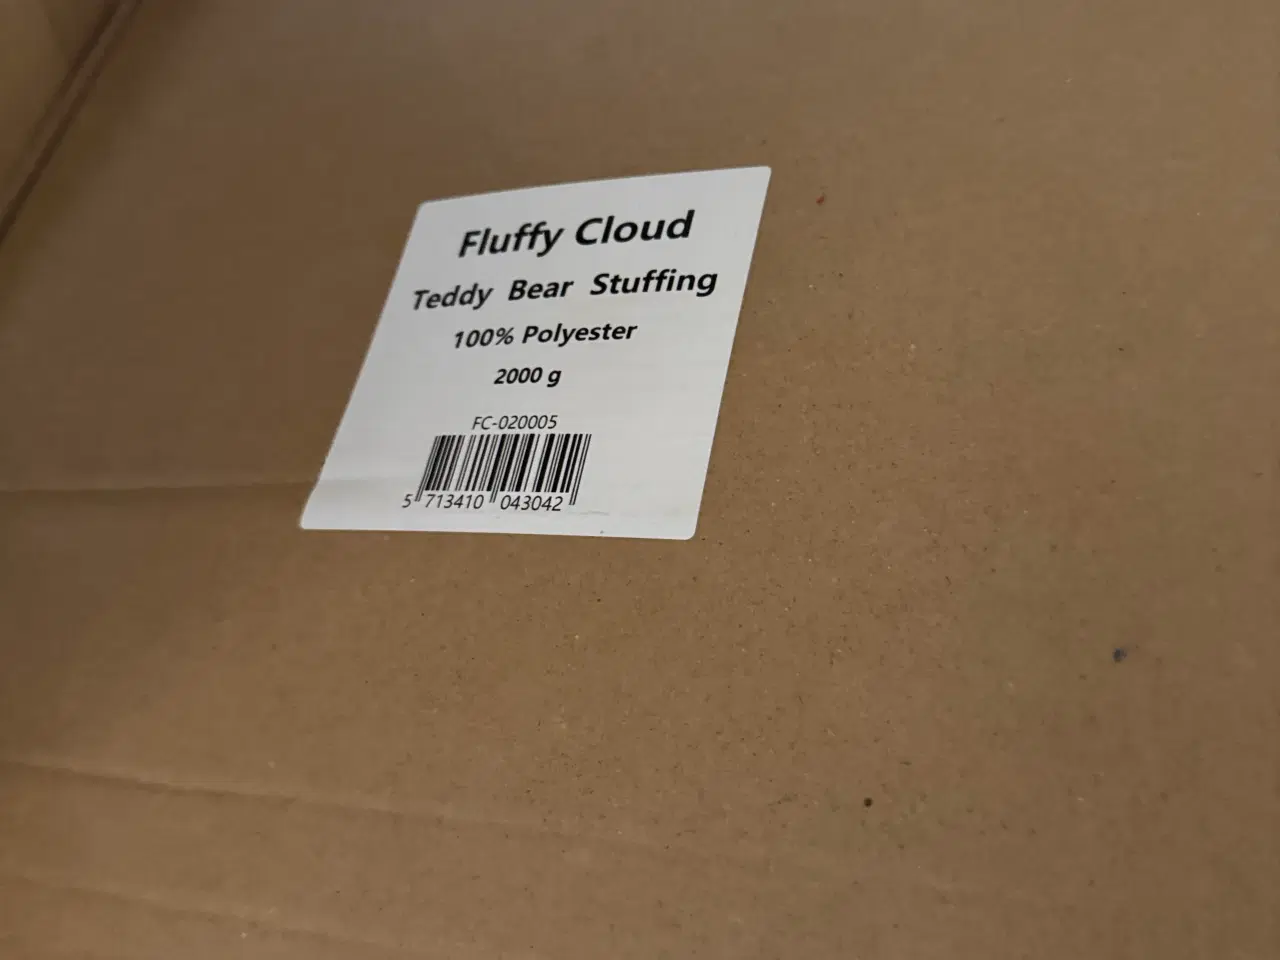 Fluffy Cloud
Teddy Bear Stuffing
100% Polyester
2000 g
FC-020005
5 713410 043042